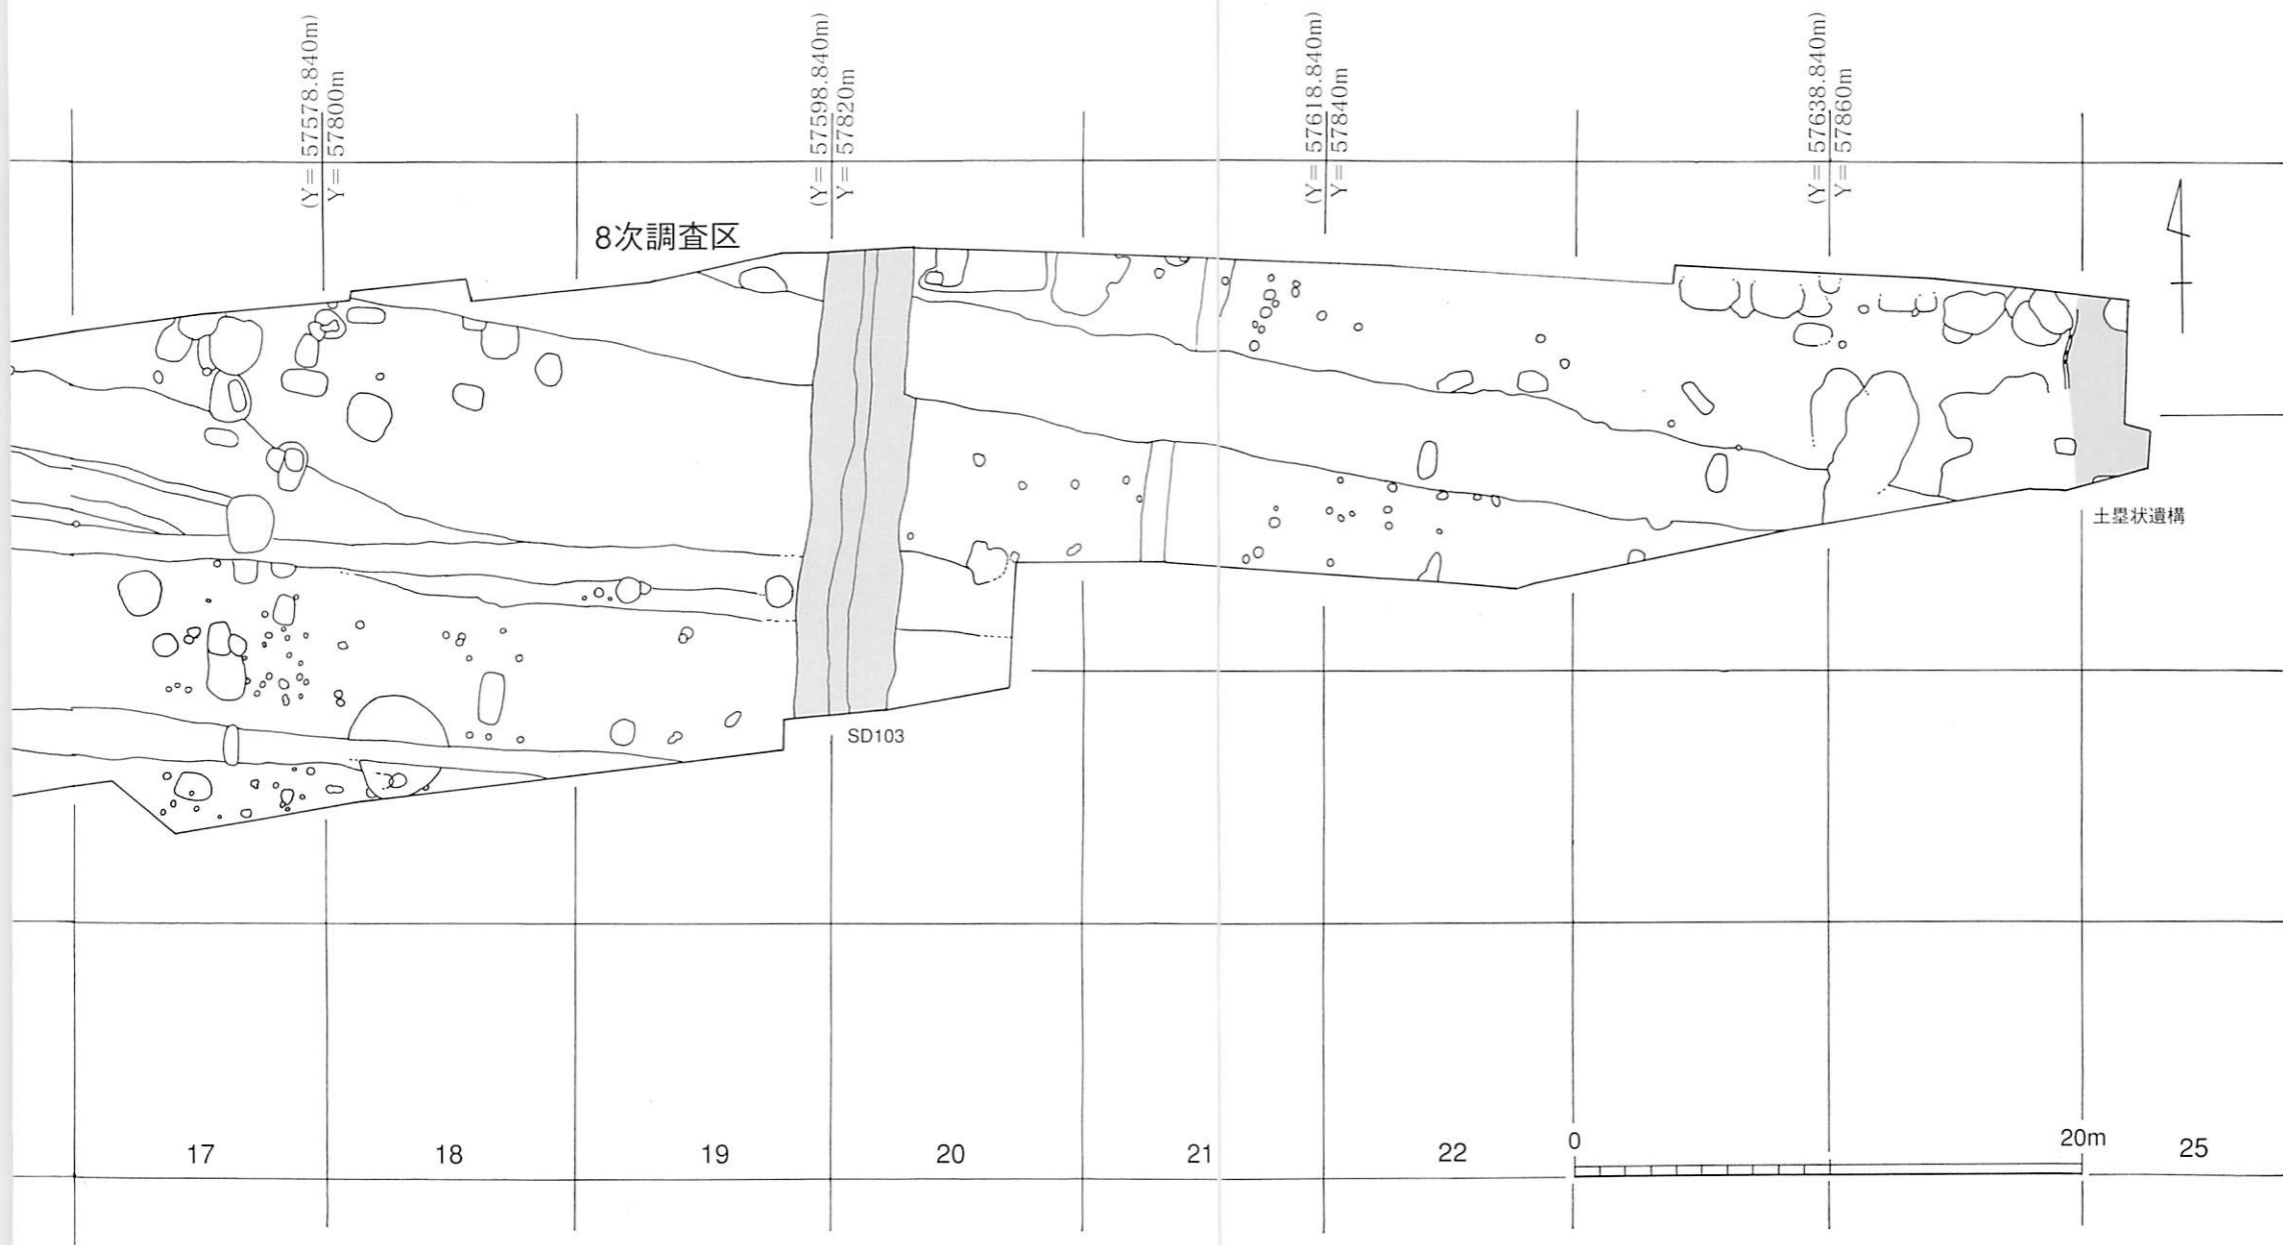 (Y= 57578.840m)
Y= 57800m
(Y= 57598.840m)
Y= 57820m
(Y= 57618.840m)
Y= 57840m
(Y= 57638.840m)
Y= 57860m
8次調査区
土塁状遺構
SD103
0
20m
17
18
19
20
21
22
25